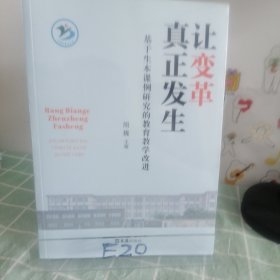 让变革
真正发生
基于生本课例研究的教育教学改进
Rang Biange
Zhenzheng
Fasheng
E20